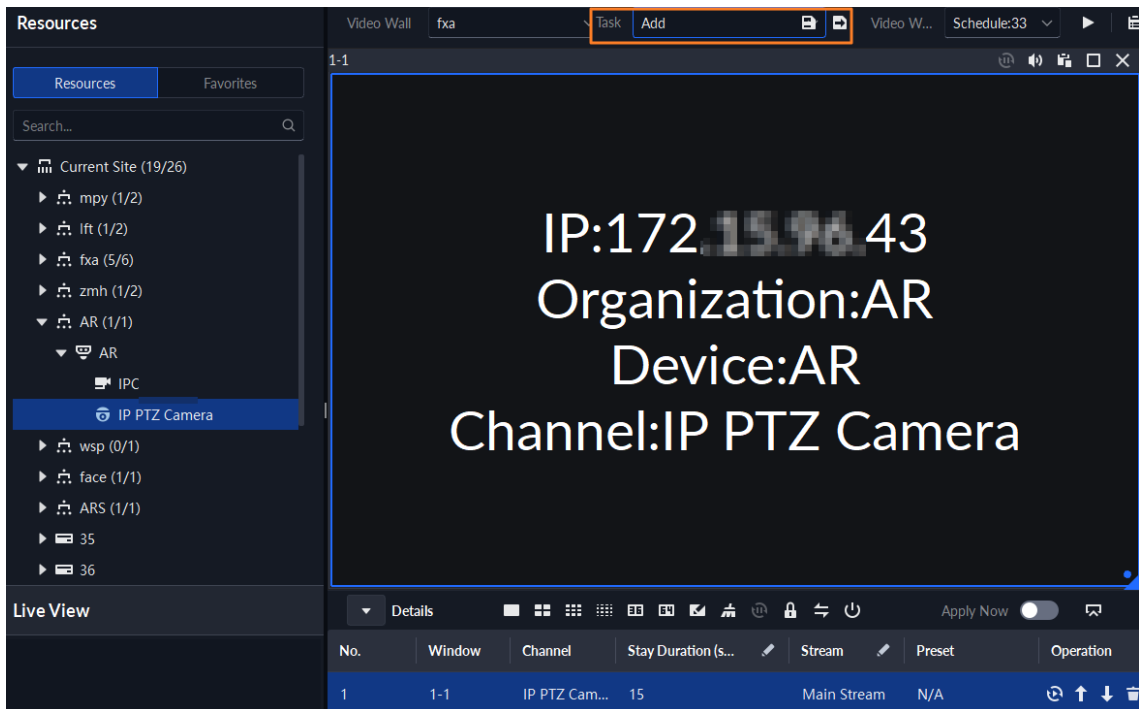 Resources
Video Wall fxa Task Add Video W... Schedule:33
1-1
Resources Favorites
Search...
Current Site (19/26)
mpy (1/2)
lft (1/2)
fxa (5/6)
zmh (1/2)
AR (1/1)
AR
IPC
IP PTZ Camera
wsp (0/1)
face (1/1)
ARS (1/1)
35
36
IP:172. .43
Organization:AR
Device:AR
Channel:IP PTZ Camera
Live View
Details Apply Now
No. Window Channel Stay Duration (s... Stream Preset Operation
1 1-1 IP PTZ Cam... 15 Main Stream N/A